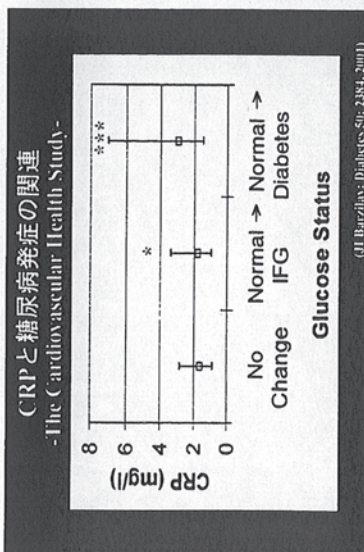 CRPと糖尿病発症の関連
-The Cardiovascular Health Study-
CRP (mg/l)
8
6
4
2
0
*
***
No Change
Normal → IFG
Normal → Diabetes
Glucose Status
(JI Barzilay: Diabetes 50: 2384, 2001)